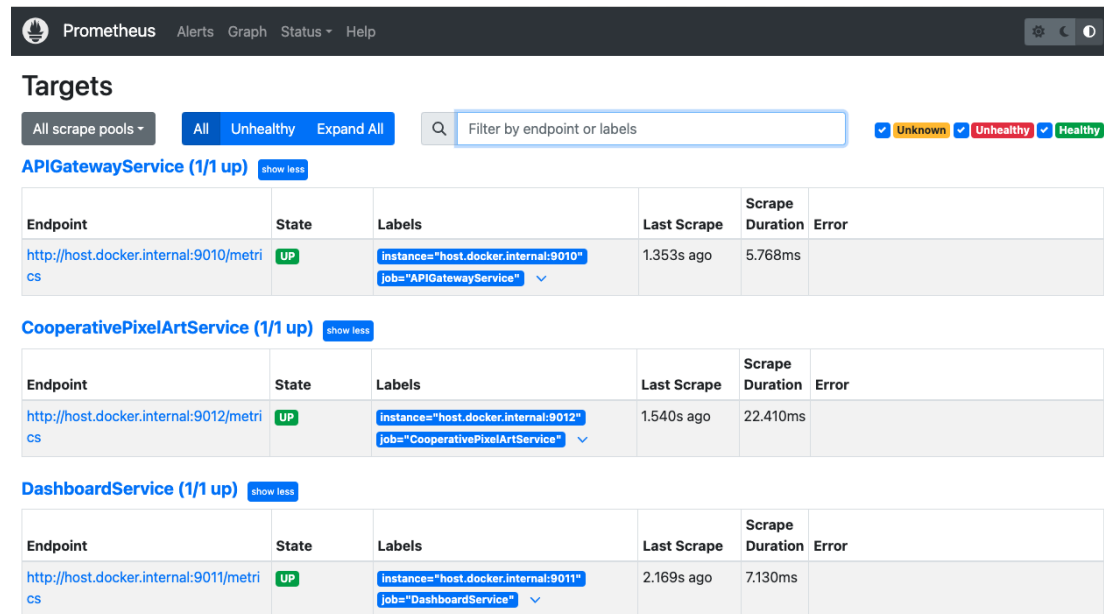 Prometheus Alerts Graph Status Help
Targets
All scrape pools All Unhealthy Expand All Filter by endpoint or labels Unknown Unhealthy Healthy
APIGatewayService (1/1 up) show less
Scrape
Endpoint State Labels Last Scrape Duration Error
http://host.docker.internal:9010/metri UP instance="host.docker.internal:9010" 1.353s ago 5.768ms
cs job="APIGatewayService"
CooperativePixelArtService (1/1 up) show less
Scrape
Endpoint State Labels Last Scrape Duration Error
http://host.docker.internal:9012/metri UP instance="host.docker.internal:9012" 1.540s ago 22.410ms
cs job="CooperativePixelArtService"
DashboardService (1/1 up) show less
Scrape
Endpoint State Labels Last Scrape Duration Error
http://host.docker.internal:9011/metri UP instance="host.docker.internal:9011" 2.169s ago 7.130ms
cs job="DashboardService"